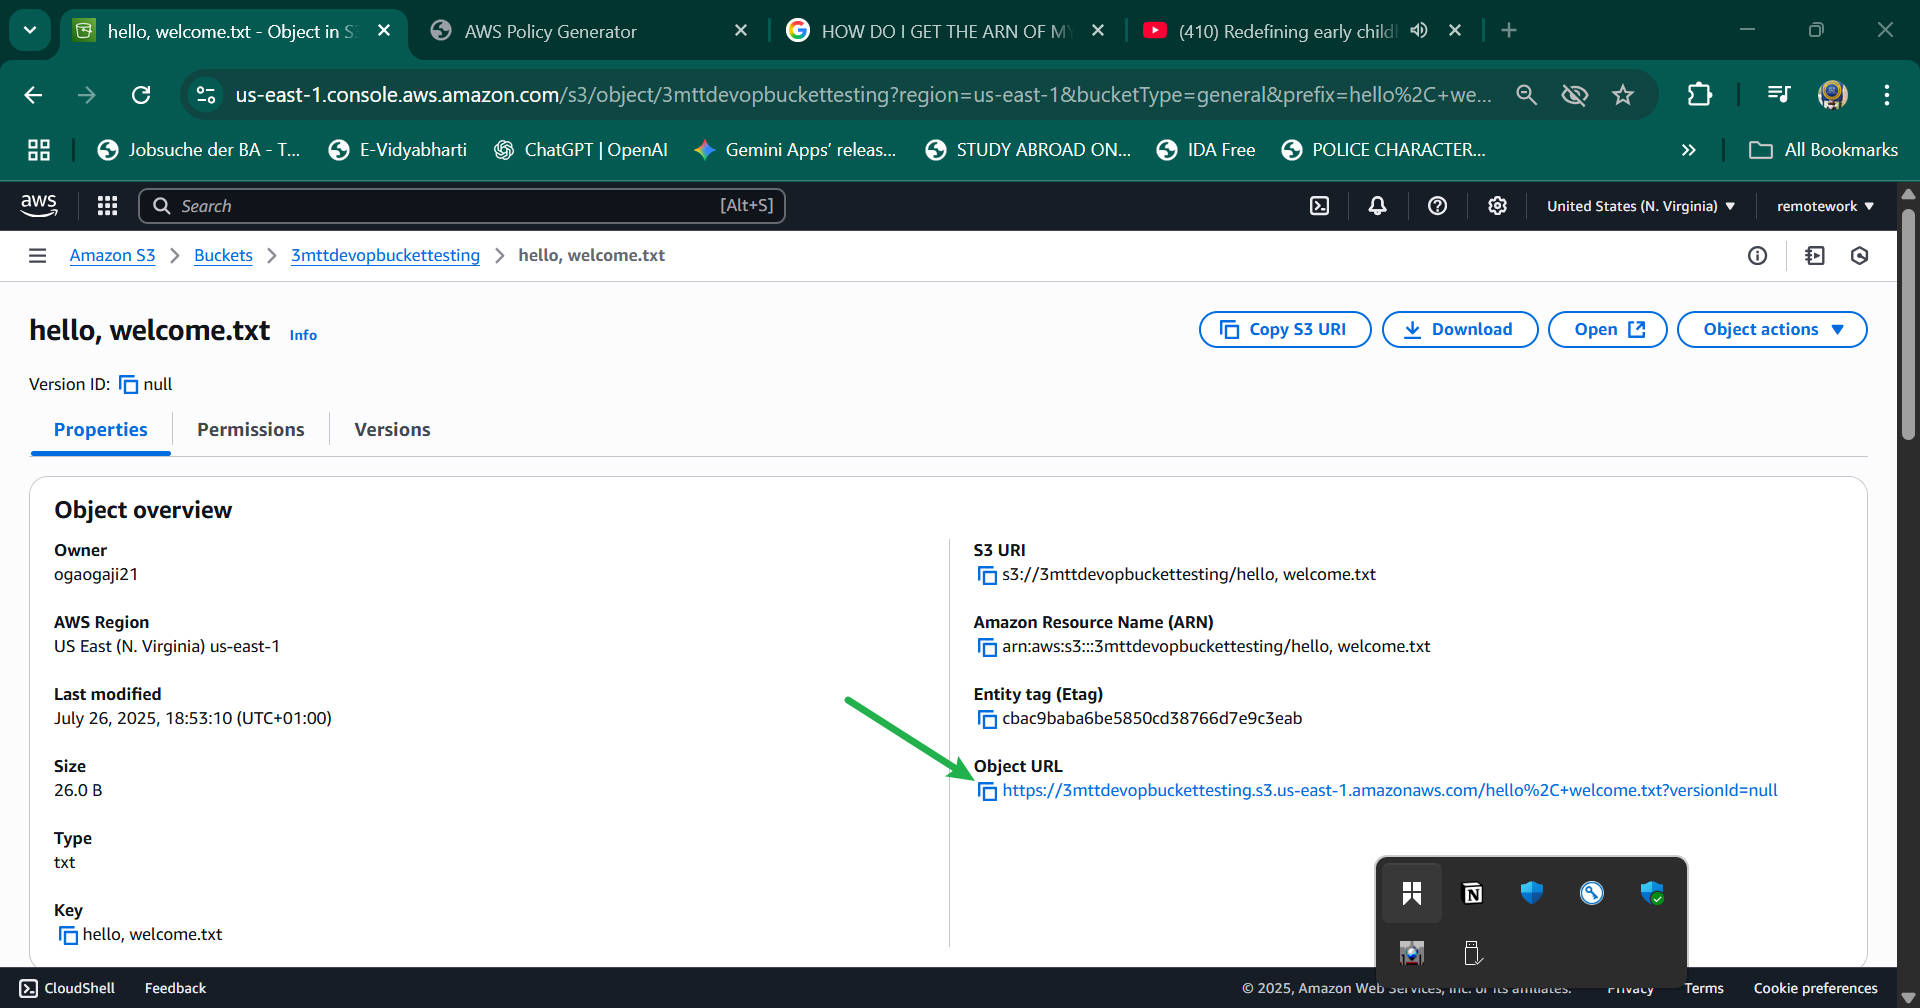 hello, welcome.txt - Object in S3
AWS Policy Generator
HOW DO I GET THE ARN OF MY
(410) Redefining early child
us-east-1.console.aws.amazon.com/s3/object/3mttdevopbuckettesting?region=us-east-1&bucketType=general&prefix=hello%2C+we...
Jobsuche der BA - T...
E-Vidyabharti
ChatGPT | OpenAI
Gemini Apps’ releas...
STUDY ABROAD ON...
IDA Free
POLICE CHARACTER...
All Bookmarks
aws
Search
[Alt+S]
United States (N. Virginia)
remotework
Amazon S3
Buckets
3mttdevopbuckettesting
hello, welcome.txt
hello, welcome.txt
Info
Copy S3 URI
Download
Open
Object actions
Version ID:
null
Properties
Permissions
Versions
Object overview
Owner
ogaogaji21
AWS Region
US East (N. Virginia) us-east-1
Last modified
July 26, 2025, 18:53:10 (UTC+01:00)
Size
26.0 B
Type
txt
Key
hello, welcome.txt
S3 URI
s3://3mttdevopbuckettesting/hello, welcome.txt
Amazon Resource Name (ARN)
arn:aws:s3:::3mttdevopbuckettesting/hello, welcome.txt
Entity tag (Etag)
cbac9baba6be5850cd38766d7e9c3eab
Object URL
https://3mttdevopbuckettesting.s3.us-east-1.amazonaws.com/hello%2C+welcome.txt?versionId=null
CloudShell
Feedback
© 2025, Amazon Web Services, Inc. or its affiliates.
Privacy
Terms
Cookie preferences